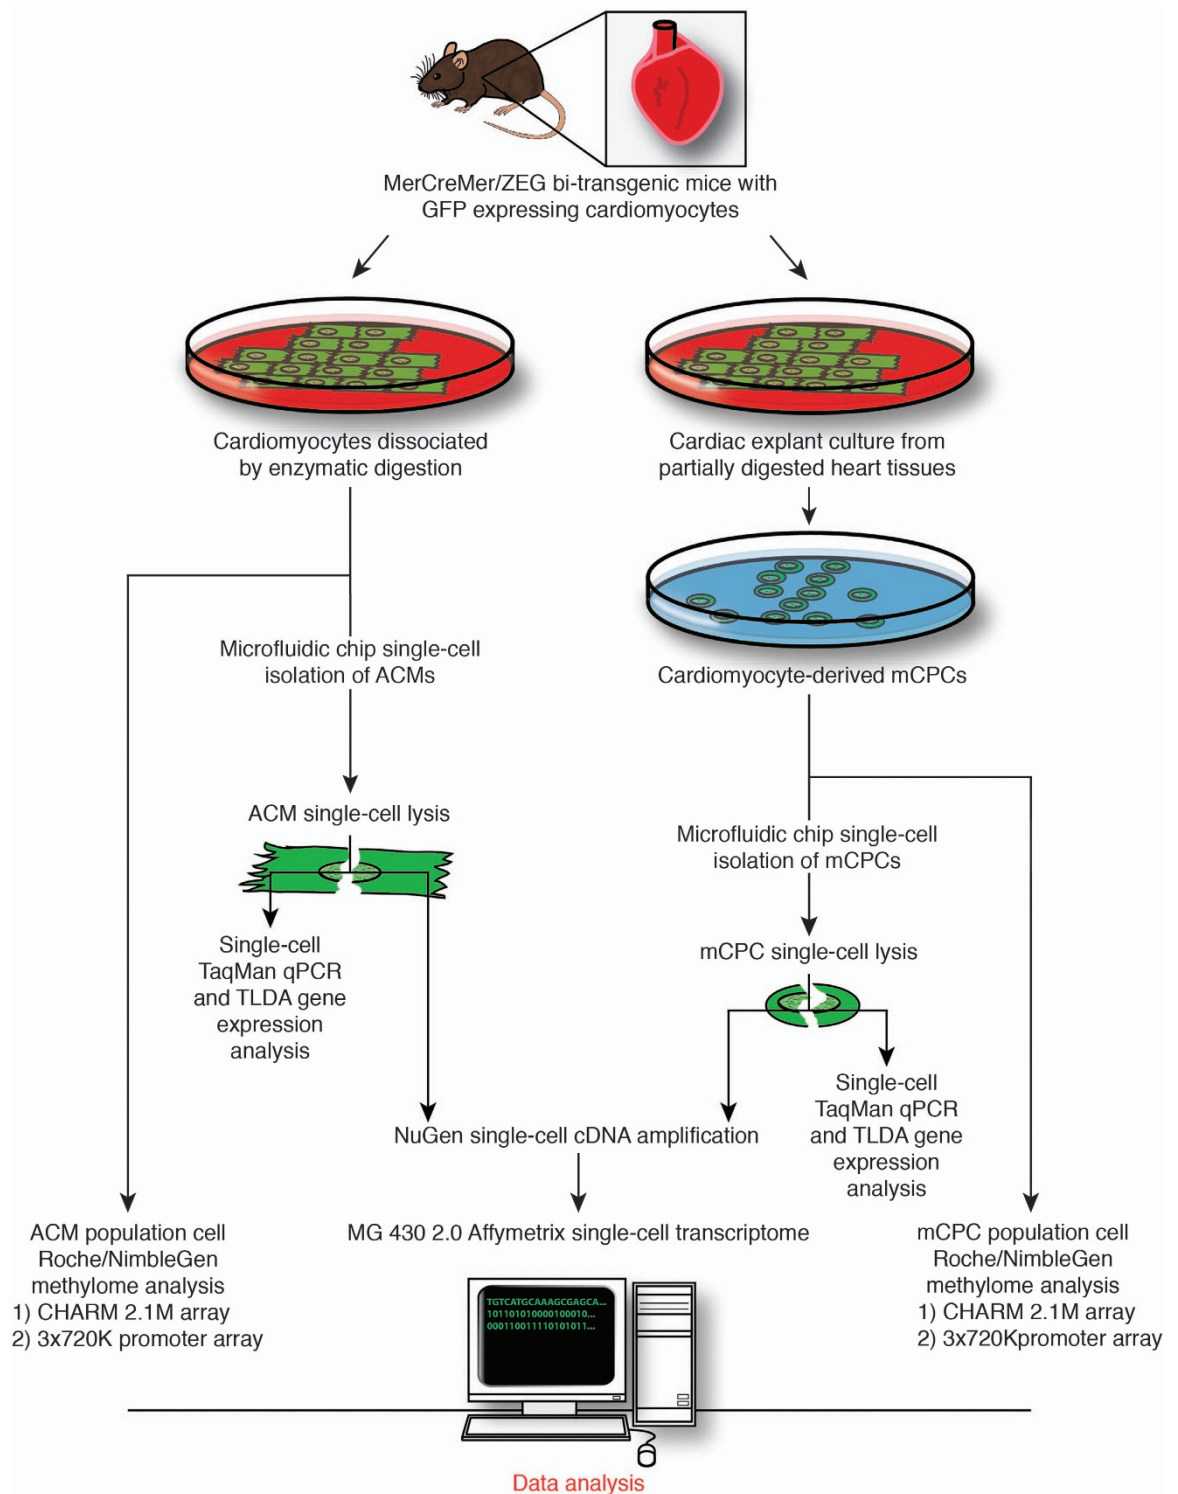 MerCreMer/ZEG bi-transgenic mice with
GFP expressing cardiomyocytes
Cardiomyocytes dissociated
by enzymatic digestion
Cardiac explant culture from
partially digested heart tissues
Microfluidic chip single-cell
isolation of ACMs
Cardiomyocyte-derived mCPCs
ACM single-cell lysis
Microfluidic chip single-cell
isolation of mCPCs
Single-cell
TaqMan qPCR
and TLDA gene
expression
analysis
mCPC single-cell lysis
Single-cell
TaqMan qPCR
and TLDA gene
expression
analysis
NuGen single-cell cDNA amplification
MG 430 2.0 Affymetrix single-cell transcriptome
ACM population cell
Roche/NimbleGen
methylome analysis
1) CHARM 2.1M array
2) 3x720K promoter array
mCPC population cell
Roche/NimbleGen
methylome analysis
1) CHARM 2.1M array
2) 3x720Kpromoter array
TGTCATGCAAAGCGAGCA...
101101010000100010...
000110011110101011...
Data analysis